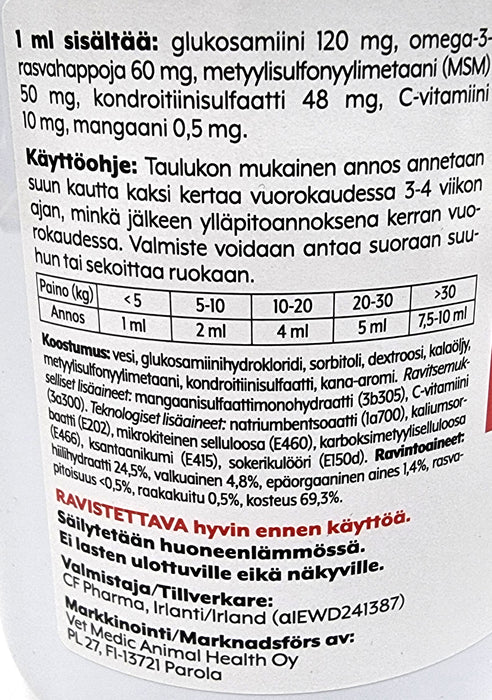 1 ml sisältää: glukosamiini 120 mg, omega-3-
rasvahappoja 60 mg, metyylisulfonyylimetaani (MSM)
50 mg, kondroitiinisulfaatti 48 mg, C-vitamiini
10 mg, mangaani 0,5 mg.
Käyttöohje: Taulukon mukainen annos annetaan
suun kautta kaksi kertaa vuorokaudessa 3-4 viikon
ajan, minkä jälkeen ylläpitoannoksena kerran vuo-
rokaudessa. Valmiste voidaan antaa suoraan suu-
hun tai sekoittaa ruokaan.
Paino (kg) <5 5-10 10-20 20-30 >30
Annos 1 ml 2 ml 4 ml 5 ml 7,5-10 ml
Koostumus: vesi, glukosamiinihydrokloridi, sorbitoli, dextroosi, kalaöljy,
metyylisulfonyylimetaani, kondroitiinisulfaatti, kana-aromi. Ravitsemuk-
selliset lisäaineet: mangaanisulfaattimonohydraatti (3b305), C-vitamiini
(3a300). Teknologiset lisäaineet: natriumbentsoaatti (1a700), kaliumsor-
baatti (E202), mikrokiteinen selluloosa (E460), karboksimetyyliselluloosa
(E466), ksantaanikumi (E415), sokerikulööri (E150d). Ravintoaineet:
hiilihydraatti 24,5%, valkuainen 4,8%, epäorgaaninen aines 1,4%, rasva-
pitoisuus <0,5%, raakakuitu 0,5%, kosteus 69,3%.
RAVISTETTAVA hyvin ennen käyttöä.
Säilytetään huoneenlämmössä.
Ei lasten ulottuville eikä näkyville.
Valmistaja/Tillverkare:
CF Pharma, Irlanti/Irland (αIEWD241387)
Markkinointi/Marknadsförs av:
Vet Medic Animal Health Oy
PL 27, FI-13721 Parola